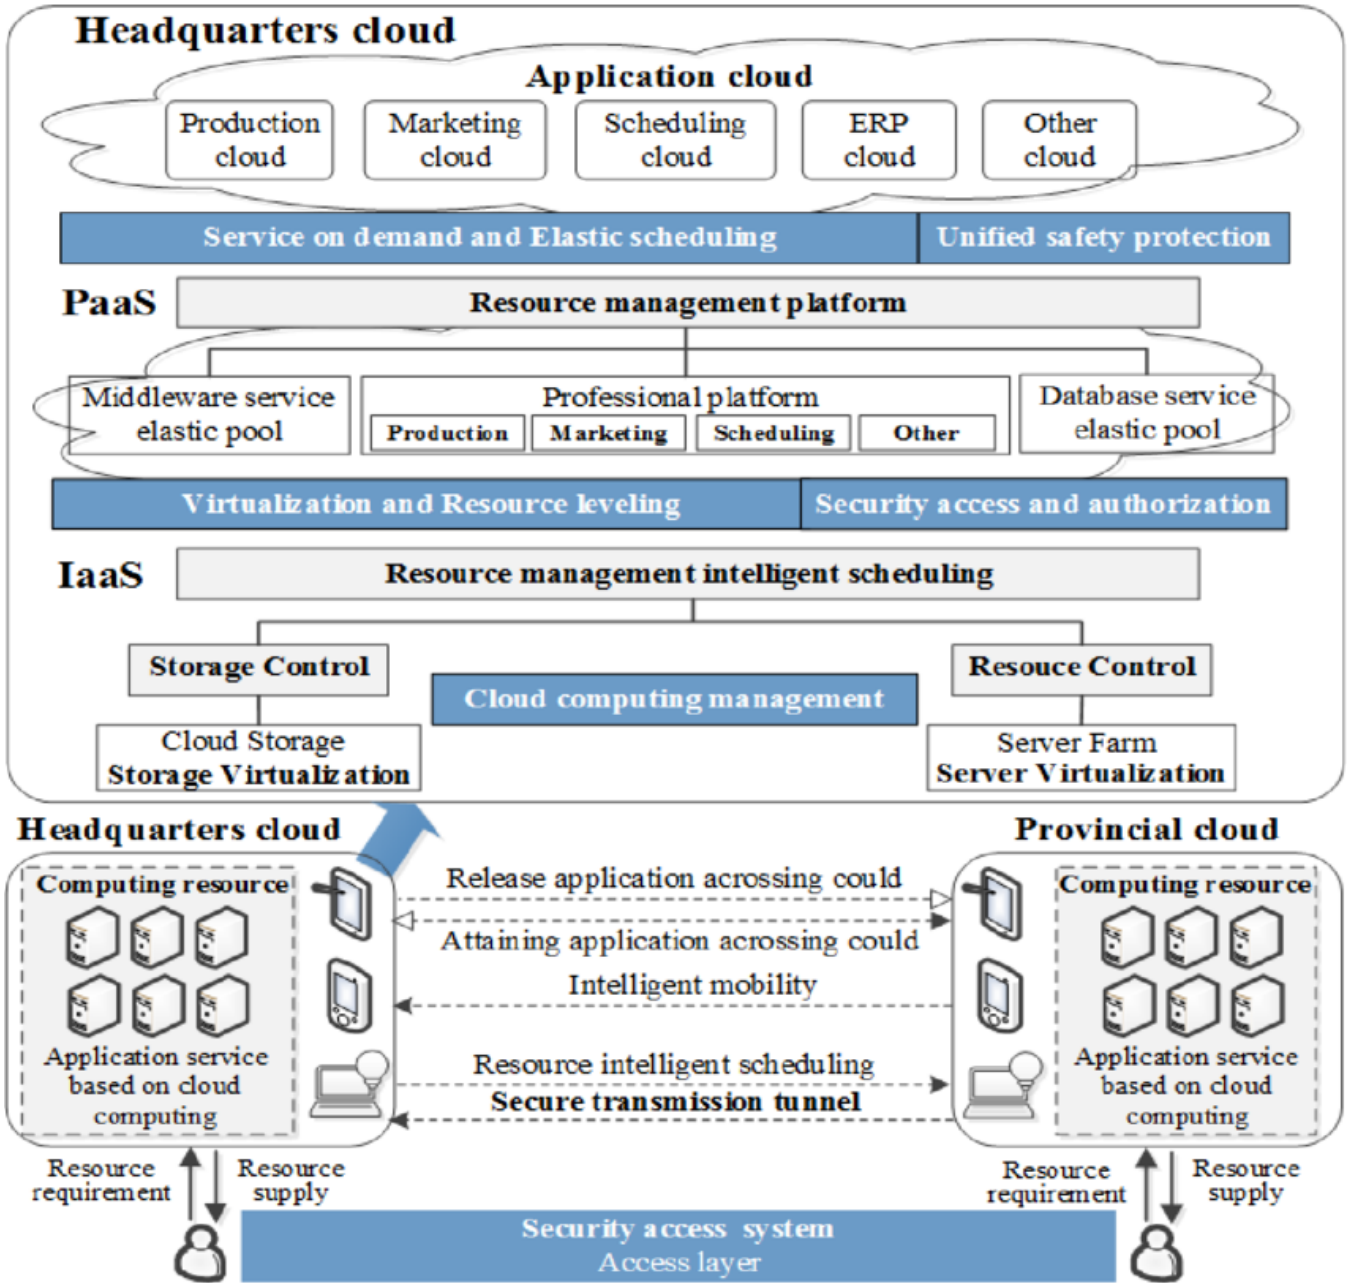 Headquarters cloud
Application cloud
Production
cloud
Marketing
cloud
Scheduling
cloud
ERP
cloud
Other
cloud
Service on demand and Elastic scheduling
Unified safety protection
PaaS
Resource management platform
Middleware service
elastic pool
Professional platform
Production
Marketing
Scheduling
Other
Database service
elastic pool
Virtualization and Resource leveling
Security access and authorization
IaaS
Resource management intelligent scheduling
Storage Control
Resouce Control
Cloud computing management
Cloud Storage
Storage Virtualization
Server Farm
Server Virtualization
Headquarters cloud
Provincial cloud
Computing resource
Application service
based on cloud
computing
Release application acrossing could
Attaining application acrossing could
Intelligent mobility
Resource intelligent scheduling
Secure transmission tunnel
Computing resource
Application service
based on cloud
computing
Resource
requirement
Resource
supply
Resource
requirement
Resource
supply
Security access system
Access layer